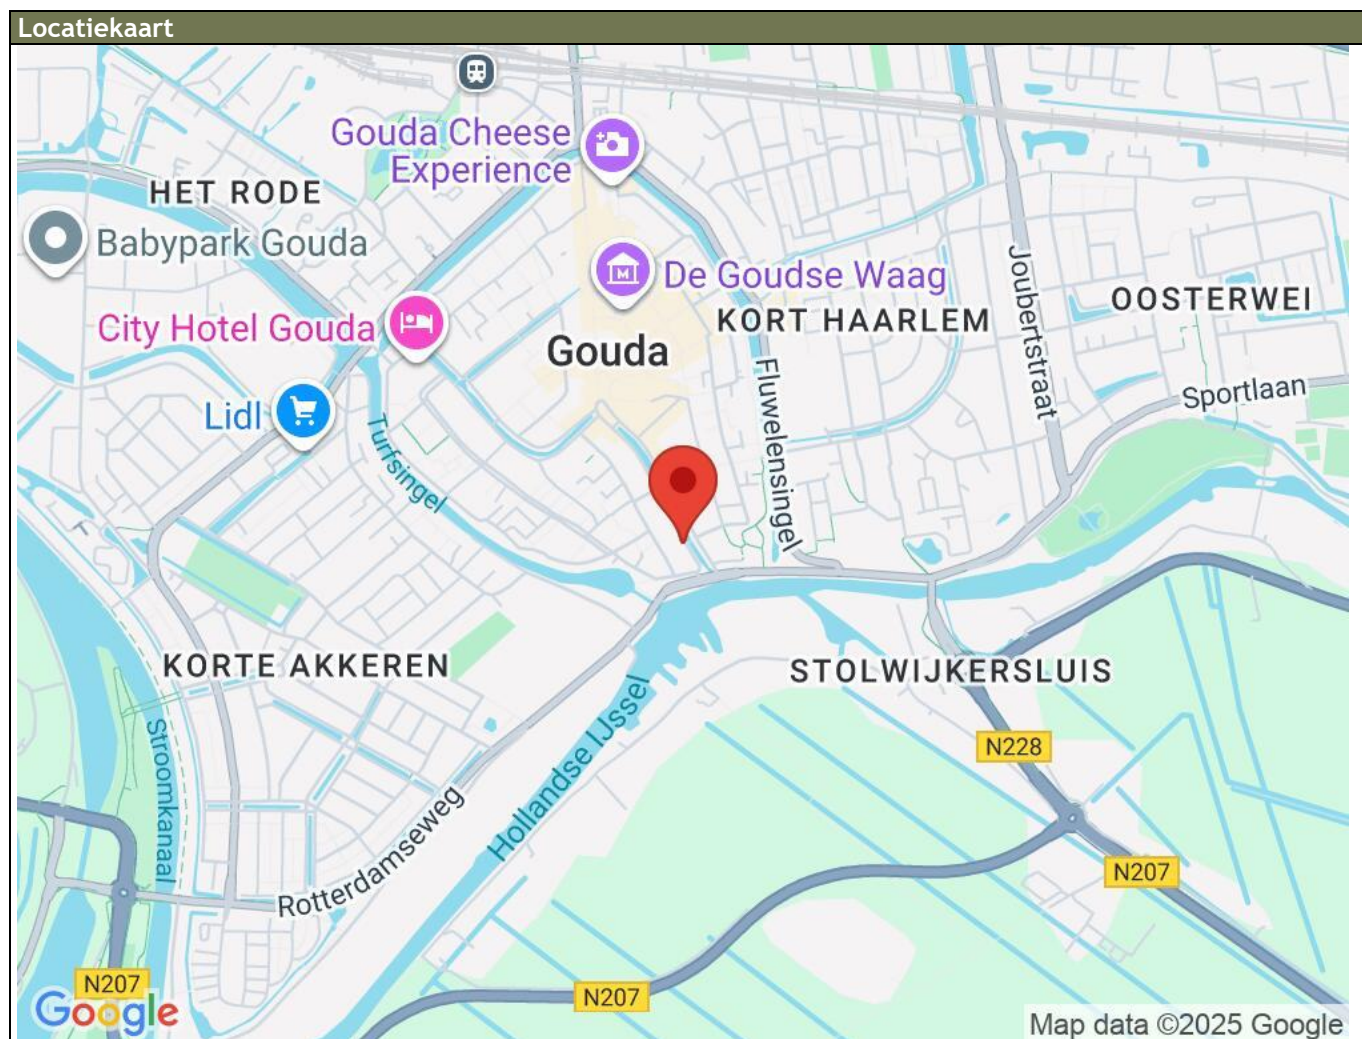 Locatiekaart
Gouda Cheese
Experience
HET RODE
Babypark Gouda
De Goudse Waag
OOSTERWEI
KORT HAARLEM
City Hotel Gouda
Gouda
Joubertstraat
Sportlaan
Lidl
Fluwelensingel
Turfsingel
KORTE AKKEREN
STOLWIJKERSLUIS
Hollandse IJssel
Stroomkanaal
N228
Rotterdamseweg
N207
N207
N207
Google
Map data ©2025 Google